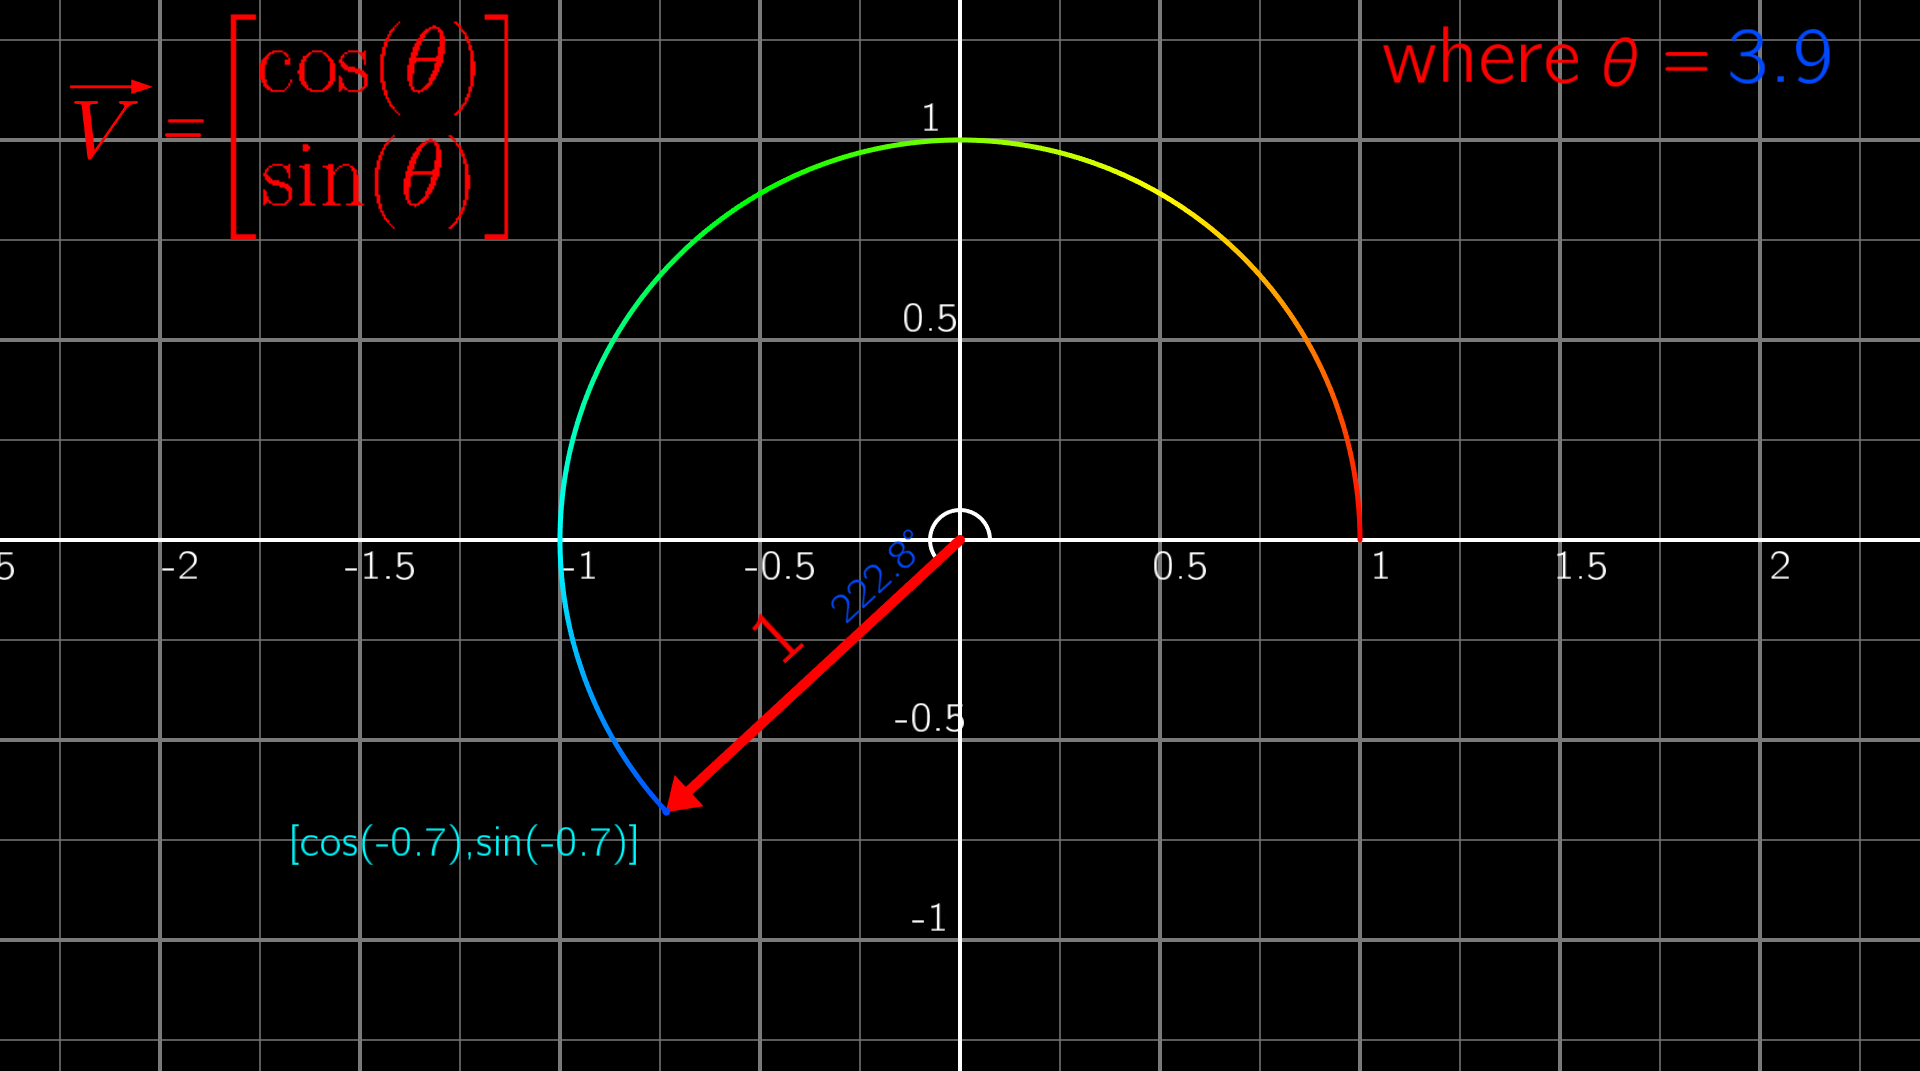 V = [cos(θ)
sin(θ)]
where θ = 3.9
1
0.5
5 -2 -1.5 -1 -0.5 0.5 1 1.5 2
222.8°
1
-0.5
[cos(-0.7),sin(-0.7)]
-1